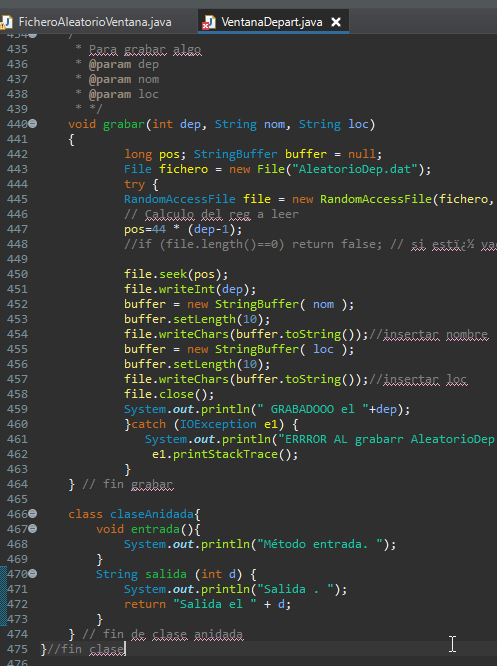 FicheroAleatorioVentana.java VentanaDepart.java
434 /
435 * Para grabar algo
436 * @param dep
437 * @param nom
438 * @param loc
439 * */
440 void grabar(int dep, String nom, String loc)
441 {
442 long pos; StringBuffer buffer = null;
443 File fichero = new File("AleatorioDep.dat");
444 try {
445 RandomAccessFile file = new RandomAccessFile(fichero,
446 // Calculo del reg a leer
447 pos=44 * (dep-1);
448 //if (file.length()==0) return false; // si estï¿½ va
449
450 file.seek(pos);
451 file.writeInt(dep);
452 buffer = new StringBuffer( nom );
453 buffer.setLength(10);
454 file.writeChars(buffer.toString());//insertar nombre
455 buffer = new StringBuffer( loc );
456 buffer.setLength(10);
457 file.writeChars(buffer.toString());//insertar loc
458 file.close();
459 System.out.println(" GRABADOOO el "+dep);
460 }catch (IOException e1) {
461 System.out.println("ERRROR AL grabarr AleatorioDep
462 e1.printStackTrace();
463 }
464 } // fin grabar
465
466 class claseAnidada{
467 void entrada(){
468 System.out.println("Método entrada. ");
469 }
470 String salida (int d) {
471 System.out.println("Salida . ");
472 return "Salida el " + d;
473 }
474 } // fin de clase anidada
475 }//fin clase
476